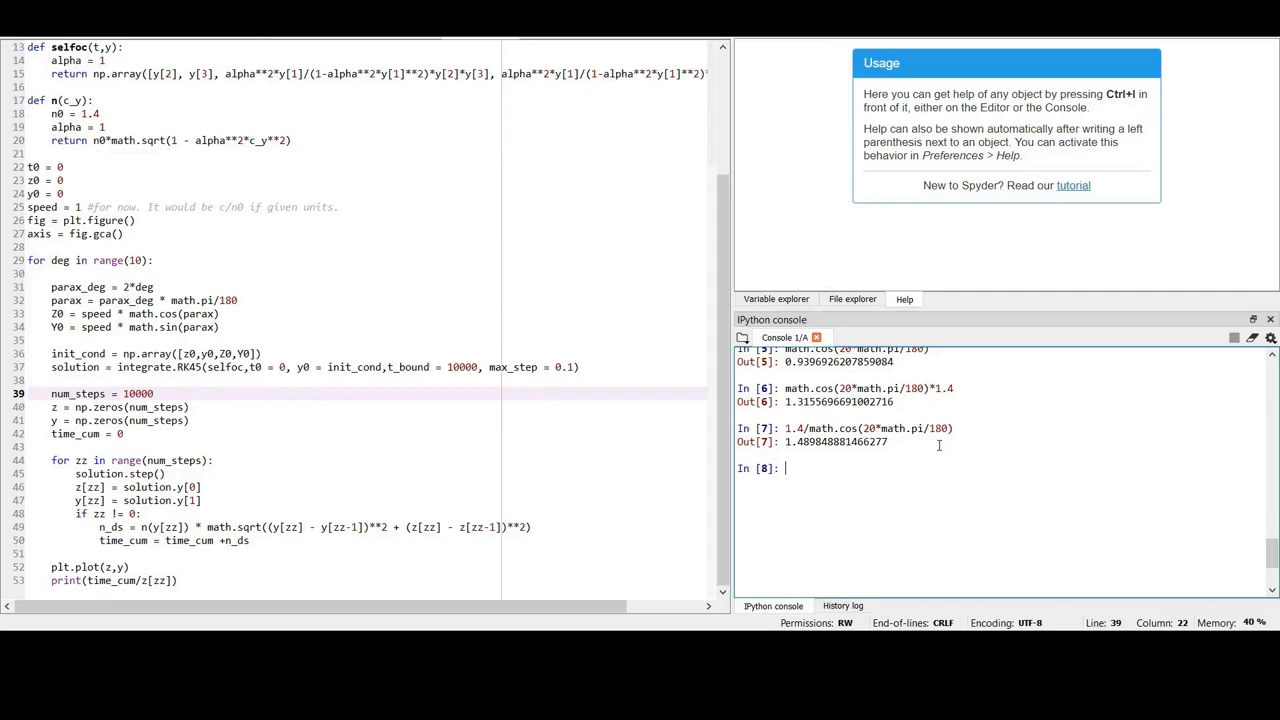 13 def selfoc(t,y):
14     alpha = 1
15     return np.array([y[2], y[3], alpha**2*y[1]/(1-alpha**2*y[1]**2)*y[2]*y[3], alpha**2*y[1]/(1-alpha**2*y[1]**2)*
16
17 def n(c_y):
18     n0 = 1.4
19     alpha = 1
20     return n0*math.sqrt(1 - alpha**2*c_y**2)
21
22 t0 = 0
23 z0 = 0
24 y0 = 0
25 speed = 1 #for now. It would be c/n0 if given units.
26 fig = plt.figure()
27 axis = fig.gca()
28
29 for deg in range(10):
30
31     parax_deg = 2*deg
32     parax = parax_deg * math.pi/180
33     Z0 = speed * math.cos(parax)
34     Y0 = speed * math.sin(parax)
35
36     init_cond = np.array([z0,y0,Z0,Y0])
37     solution = integrate.RK45(selfoc,t0 = 0, y0 = init_cond,t_bound = 10000, max_step = 0.1)
38
39     num_steps = 10000
40     z = np.zeros(num_steps)
41     y = np.zeros(num_steps)
42     time_cum = 0
43
44     for zz in range(num_steps):
45         solution.step()
46         z[zz] = solution.y[0]
47         y[zz] = solution.y[1]
48         if zz != 0:
49             n_ds = n(y[zz]) * math.sqrt((y[zz] - y[zz-1])**2 + (z[zz] - z[zz-1])**2)
50             time_cum = time_cum +n_ds
51
52     plt.plot(z,y)
53     print(time_cum/z[zz])
Usage
Here you can get help of any object by pressing Ctrl+I in
front of it, either on the Editor or the Console.
Help can also be shown automatically after writing a left
parenthesis next to an object. You can activate this
behavior in Preferences > Help.
New to Spyder? Read our tutorial
Variable explorer File explorer Help
IPython console
Console 1/A
In [5]: math.cos(20*math.pi/180)
Out[5]: 0.9396926207859084
In [6]: math.cos(20*math.pi/180)*1.4
Out[6]: 1.3155696691002716
In [7]: 1.4/math.cos(20*math.pi/180)
Out[7]: 1.489848881466277
In [8]:
IPython console History log
Permissions: RW End-of-lines: CRLF Encoding: UTF-8 Line: 39 Column: 22 Memory: 40 %